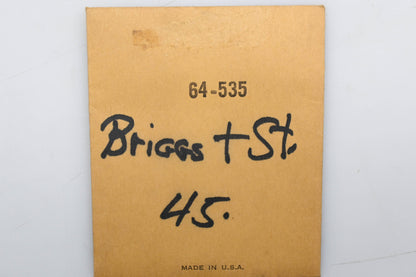 64-535
Briggs + St.
45.
MADE IN U.S.A.